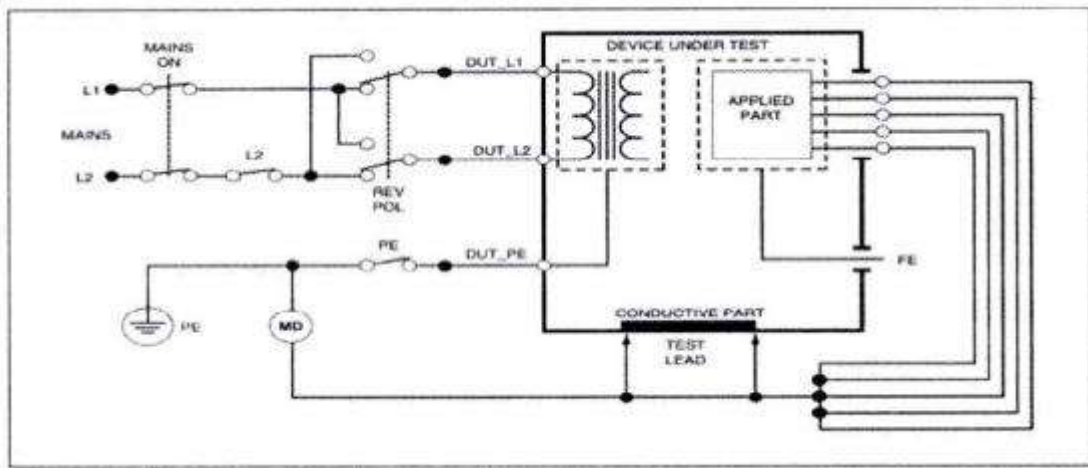 MAINS
ON
L1
MAINS
L2
L2
REV
POL
DUT_L1
DUT_L2
PE
DUT_PE
PE
MD
DEVICE UNDER TEST
APPLIED
PART
FE
CONDUCTIVE PART
TEST
LEAD